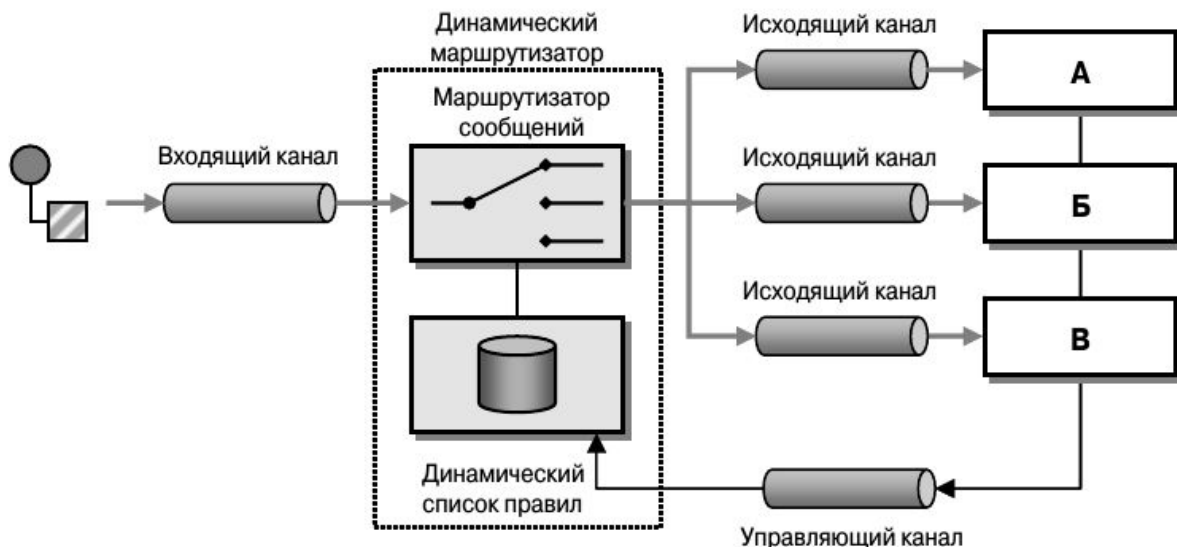 Динамический
маршрутизатор
Исходящий канал
А
Маршрутизатор
сообщений
Входящий канал
Исходящий канал
Б
Исходящий канал
В
Динамический
список правил
Управляющий канал